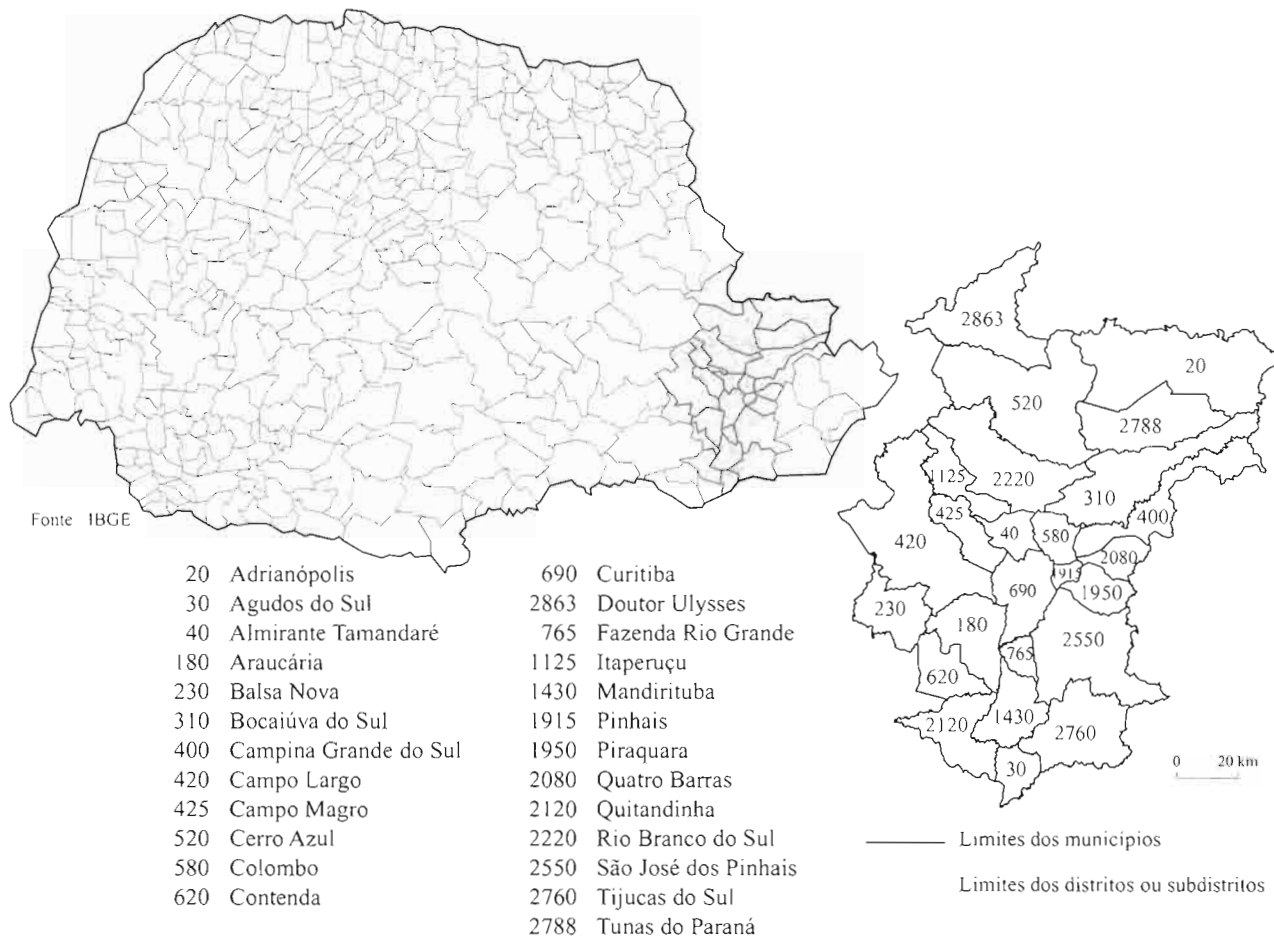 2863
20
520
2788
1125
2220
310
425
400
420
40
580
2080
1915
690
1950
230
180
2550
765
620
2120
1430
2760
30
0 20 km
Fonte IBGE
20 Adrianópolis
30 Agudos do Sul
40 Almirante Tamandaré
180 Araucária
230 Balsa Nova
310 Bocaiúva do Sul
400 Campina Grande do Sul
420 Campo Largo
425 Campo Magro
520 Cerro Azul
580 Colombo
620 Contenda
690 Curitiba
2863 Doutor Ulysses
765 Fazenda Rio Grande
1125 Itaperuçu
1430 Mandirituba
1915 Pinhais
1950 Piraquara
2080 Quatro Barras
2120 Quitandinha
2220 Rio Branco do Sul
2550 São José dos Pinhais
2760 Tijucas do Sul
2788 Tunas do Paraná
Limites dos municípios
Limites dos distritos ou subdistritos